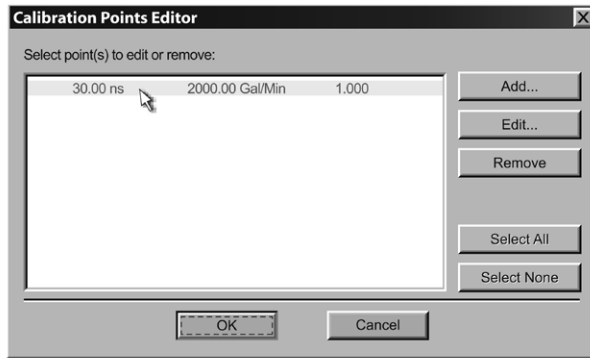 Calibration Points Editor
X
Select point(s) to edit or remove:
30.00 ns 2000.00 Gal/Min 1.000
Add...
Edit...
Remove
Select All
Select None
OK
Cancel